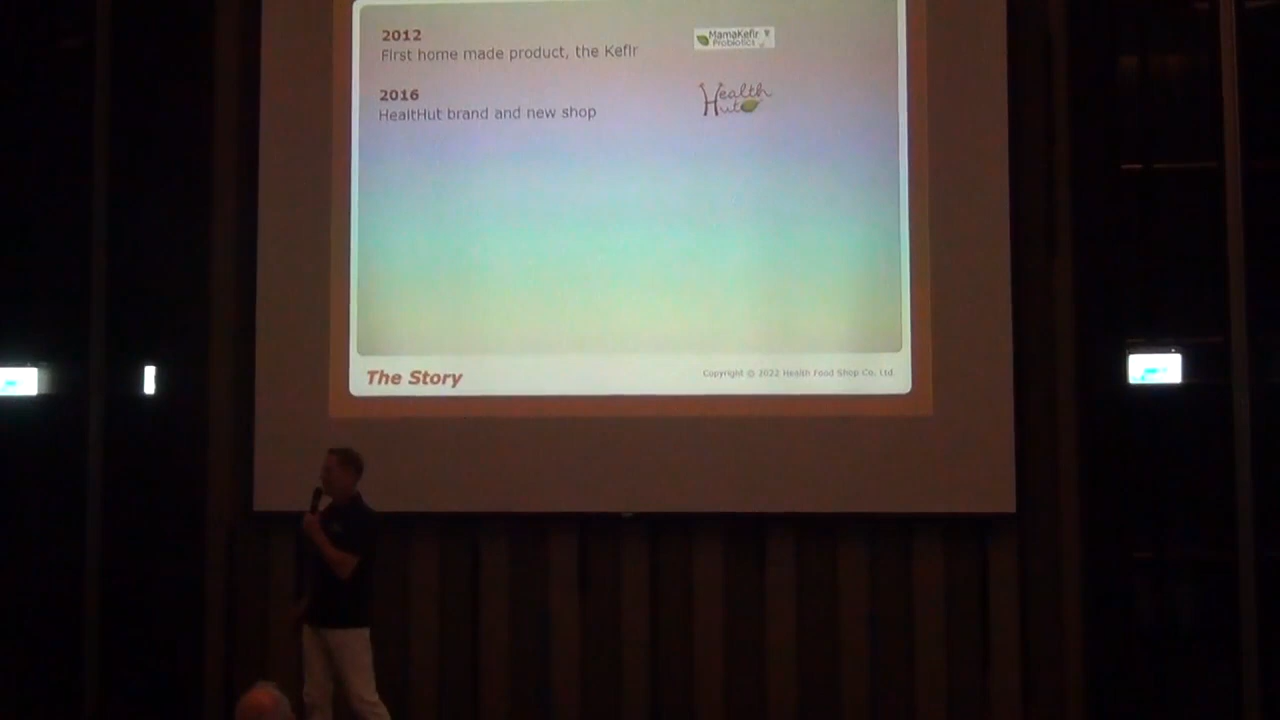 2012
First home made product, the Kefir
MamaKefir
Probiotics
2016
HealtHut brand and new shop
Health
Hut
The Story
Copyright © 2022 Health Food Shop Co. Ltd.